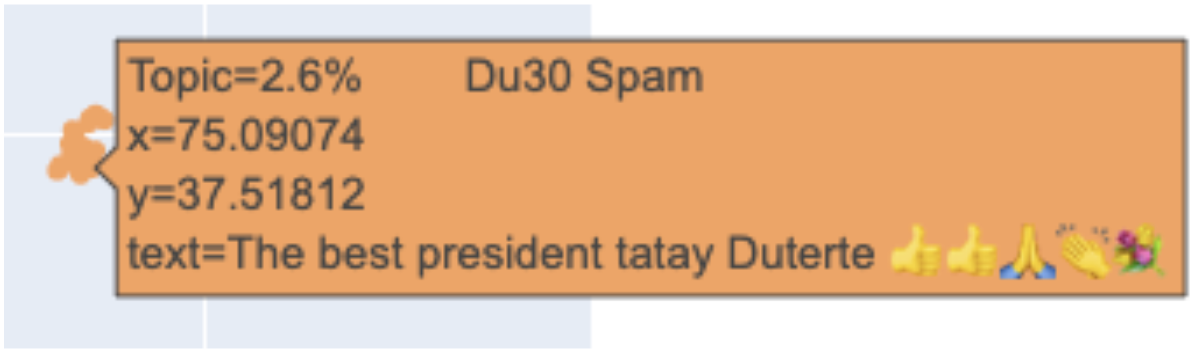 Topic=2.6% Du30 Spam
x=75.09074
y=37.51812
text=The best president tatay Duterte 👍👍🙏👏💐